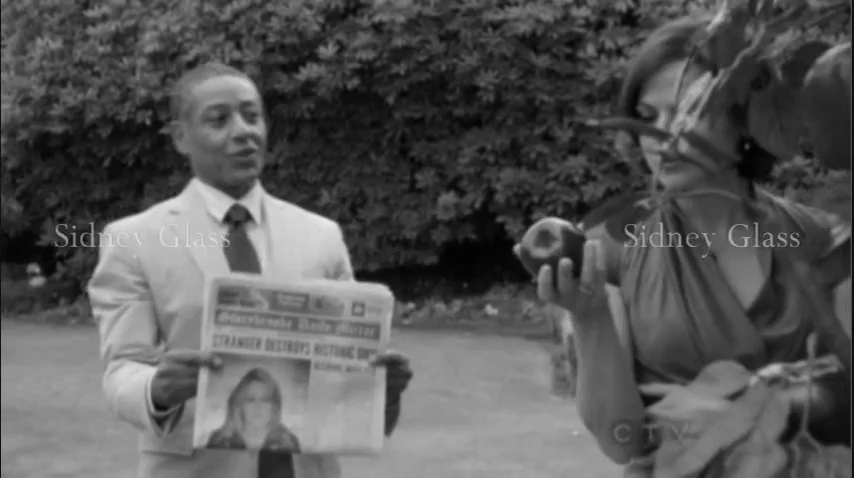 Sidney Glass Sidney Glass
Storybrooke Daily Mirror
STRANGER DESTROYS HISTORIC
CTV